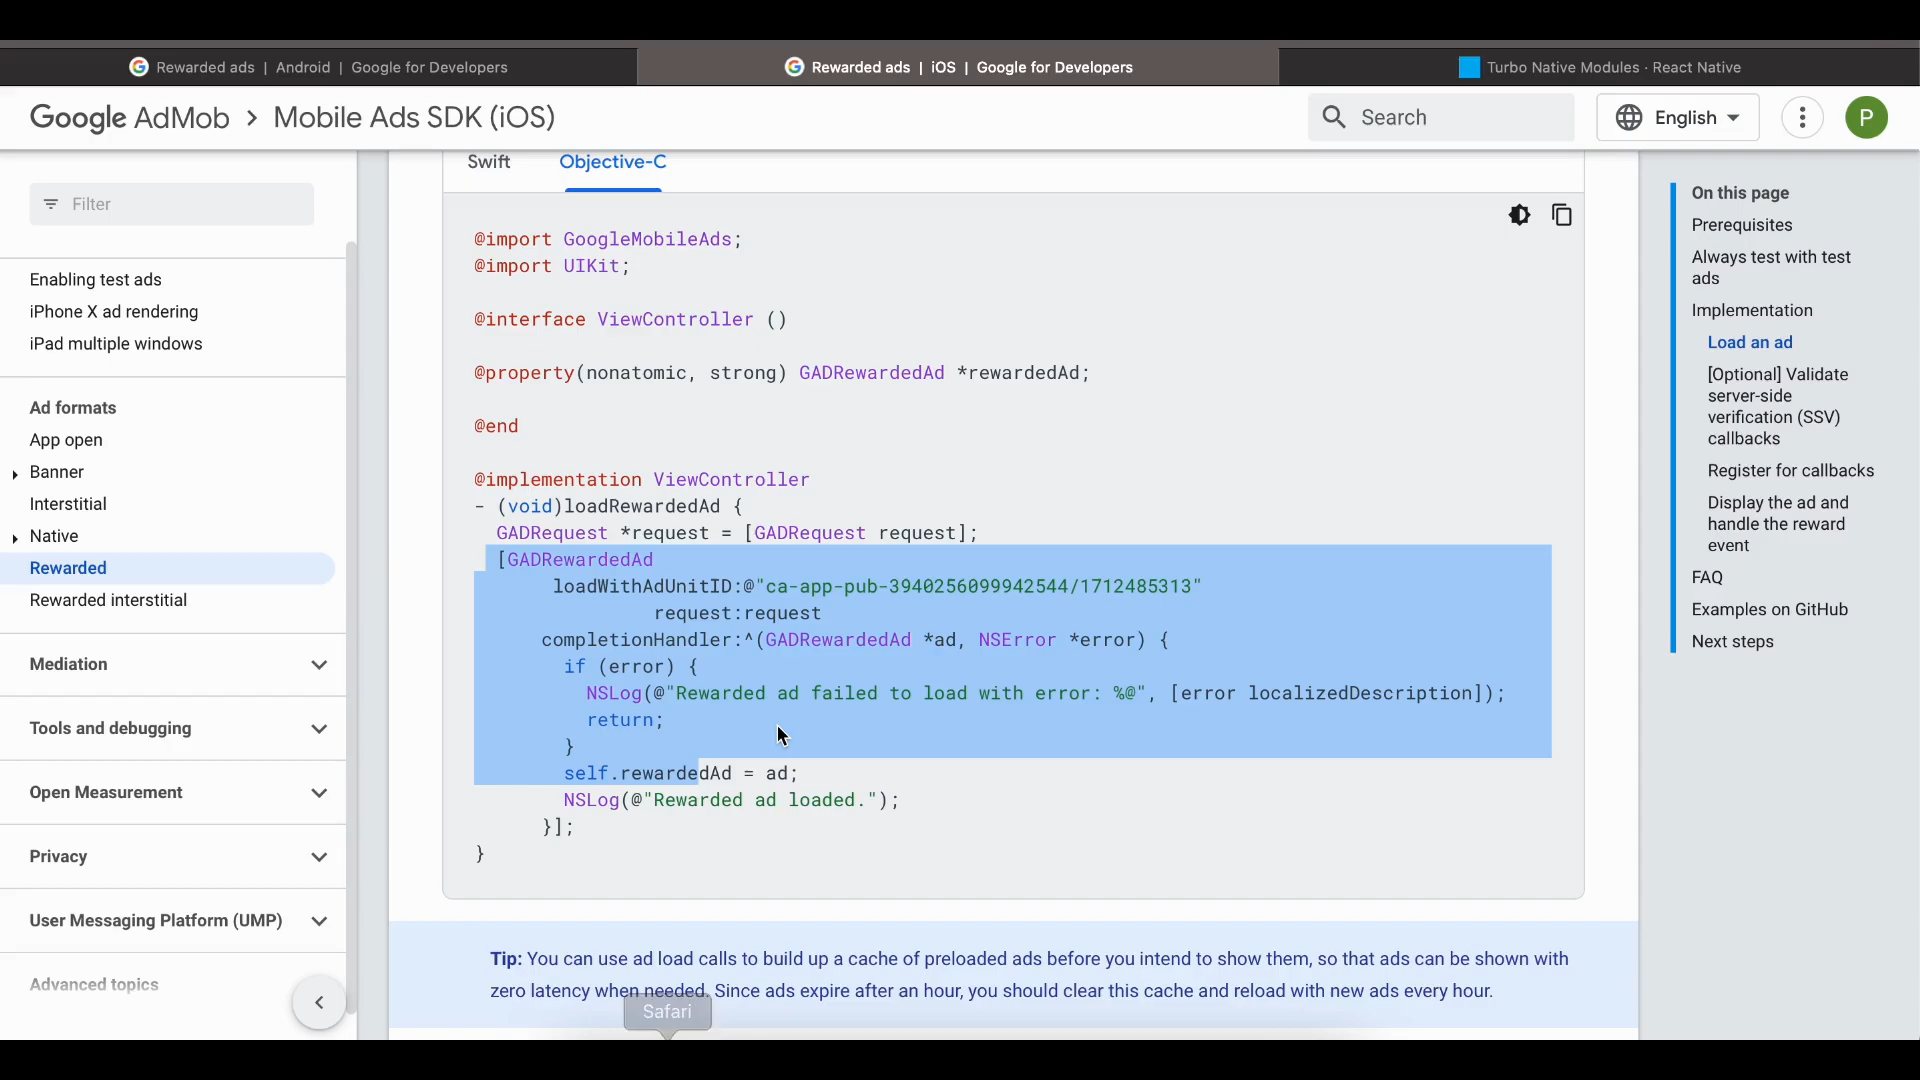 Rewarded ads | Android | Google for Developers
Rewarded ads | iOS | Google for Developers
Turbo Native Modules · React Native
Google AdMob > Mobile Ads SDK (iOS)
Search
English
P
Filter
Enabling test ads
iPhone X ad rendering
iPad multiple windows
Ad formats
App open
Banner
Interstitial
Native
Rewarded
Rewarded interstitial
Mediation
Tools and debugging
Open Measurement
Privacy
User Messaging Platform (UMP)
Advanced topics
Swift
Objective-C
@import GoogleMobileAds;
@import UIKit;
@interface ViewController ()
@property(nonatomic, strong) GADRewardedAd *rewardedAd;
@end
@implementation ViewController
- (void)loadRewardedAd {
GADRequest *request = [GADRequest request];
[GADRewardedAd
loadWithAdUnitID:@"ca-app-pub-3940256099942544/1712485313"
request:request
completionHandler:^(GADRewardedAd *ad, NSError *error) {
if (error) {
NSLog(@"Rewarded ad failed to load with error: %@", [error localizedDescription]);
return;
}
self.rewardedAd = ad;
NSLog(@"Rewarded ad loaded.");
}];
}
Tip: You can use ad load calls to build up a cache of preloaded ads before you intend to show them, so that ads can be shown with
zero latency when needed. Since ads expire after an hour, you should clear this cache and reload with new ads every hour.
Safari
On this page
Prerequisites
Always test with test
ads
Implementation
Load an ad
[Optional] Validate
server-side
verification (SSV)
callbacks
Register for callbacks
Display the ad and
handle the reward
event
FAQ
Examples on GitHub
Next steps